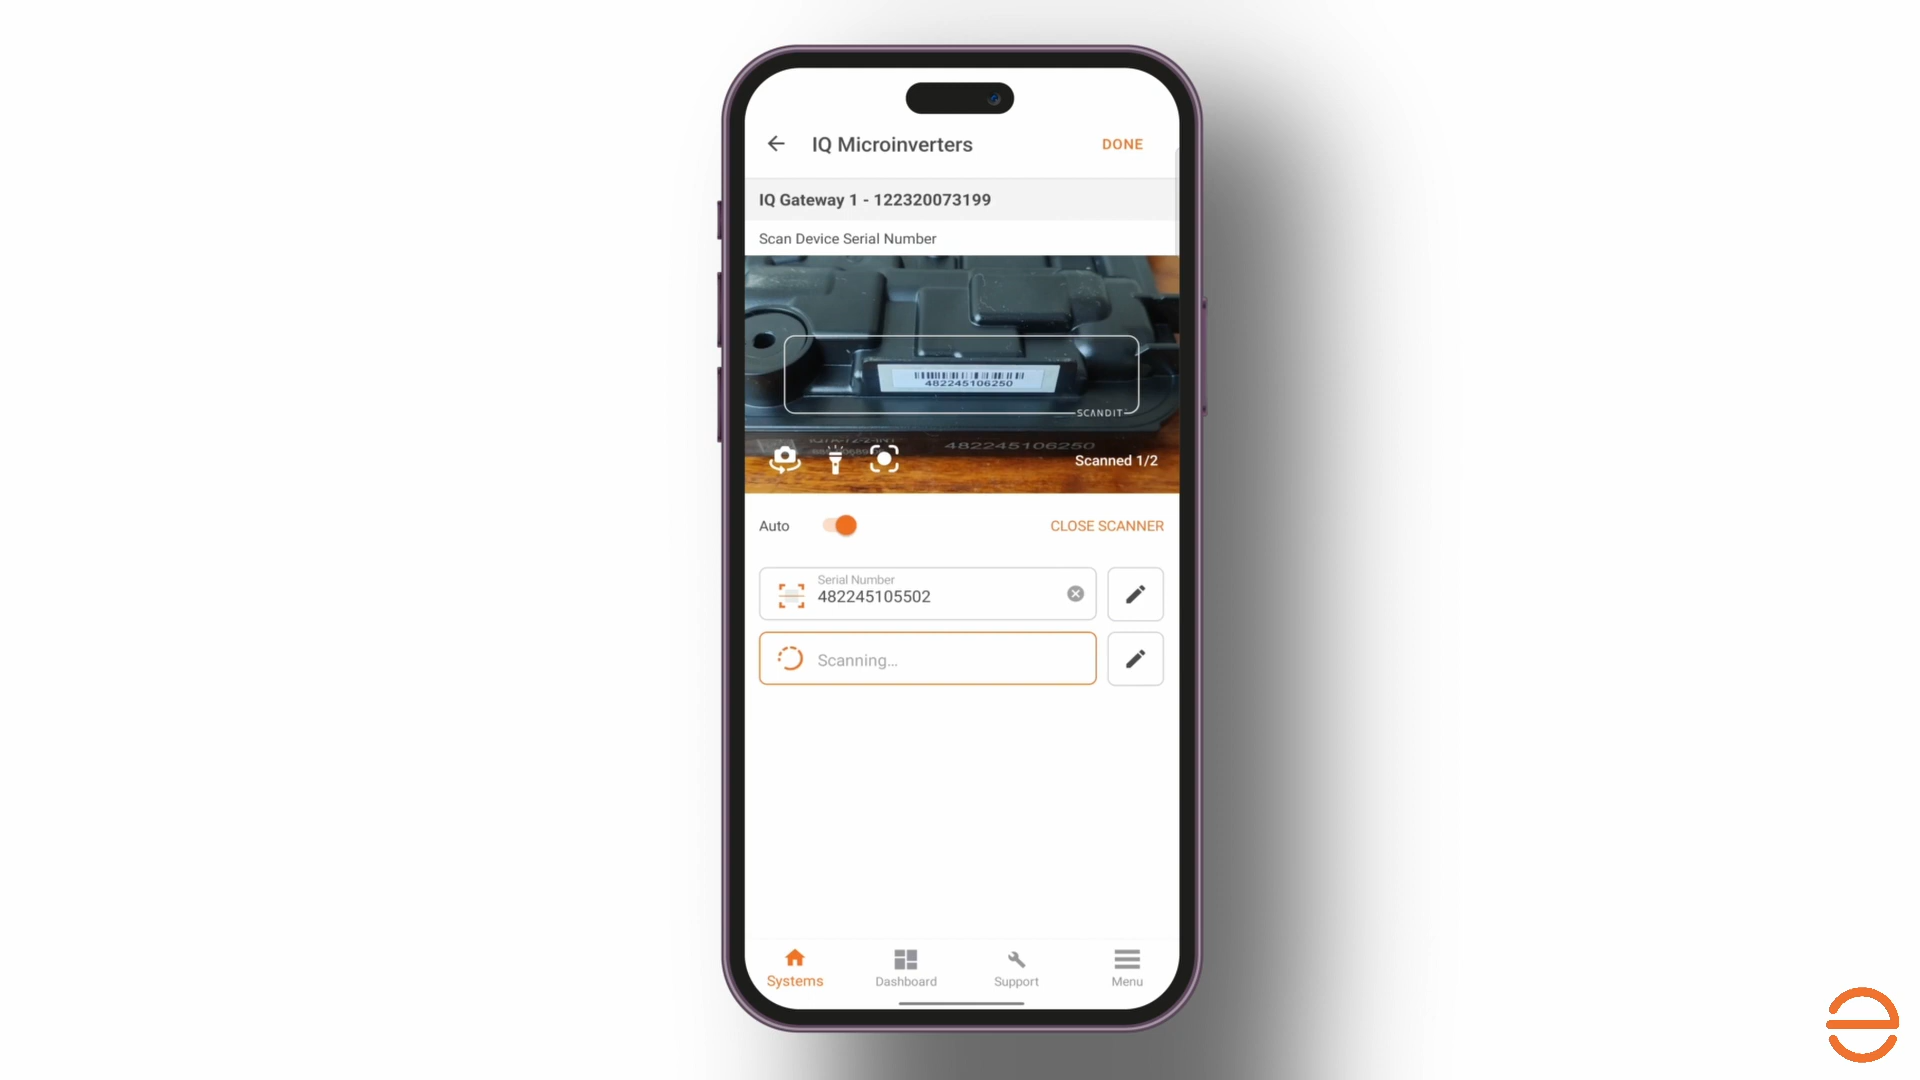 IQ Microinverters
DONE
IQ Gateway 1 - 122320073199
Scan Device Serial Number
482245106250
SCANDIT
482245106250
Scanned 1/2
Auto
CLOSE SCANNER
Serial Number
482245105502
Scanning...
Systems
Dashboard
Support
Menu